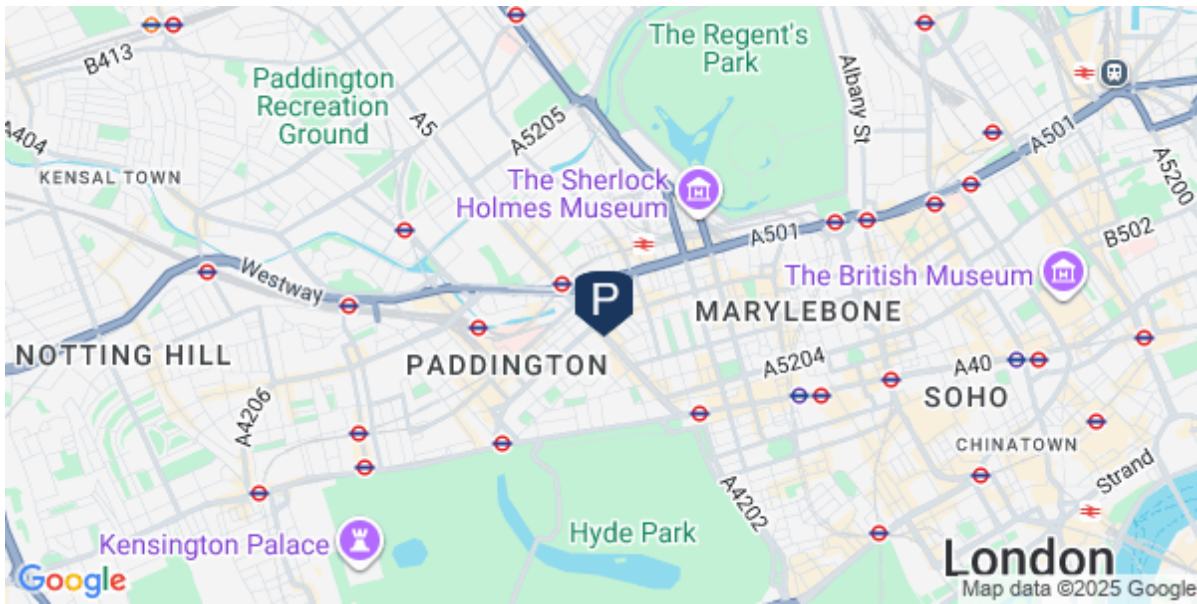 B413
Paddington
Recreation
Ground
A5
A5205
The Regent's
Park
Albany St
A501
A5200
A404
KENSAL TOWN
The Sherlock
Holmes Museum
A501
B502
Westway
The British Museum
P
MARYLEBONE
NOTTING HILL
PADDINGTON
A5204
A40
SOHO
A4206
CHINATOWN
Strand
A4202
Kensington Palace
Hyde Park
London
Google
Map data ©2025 Google